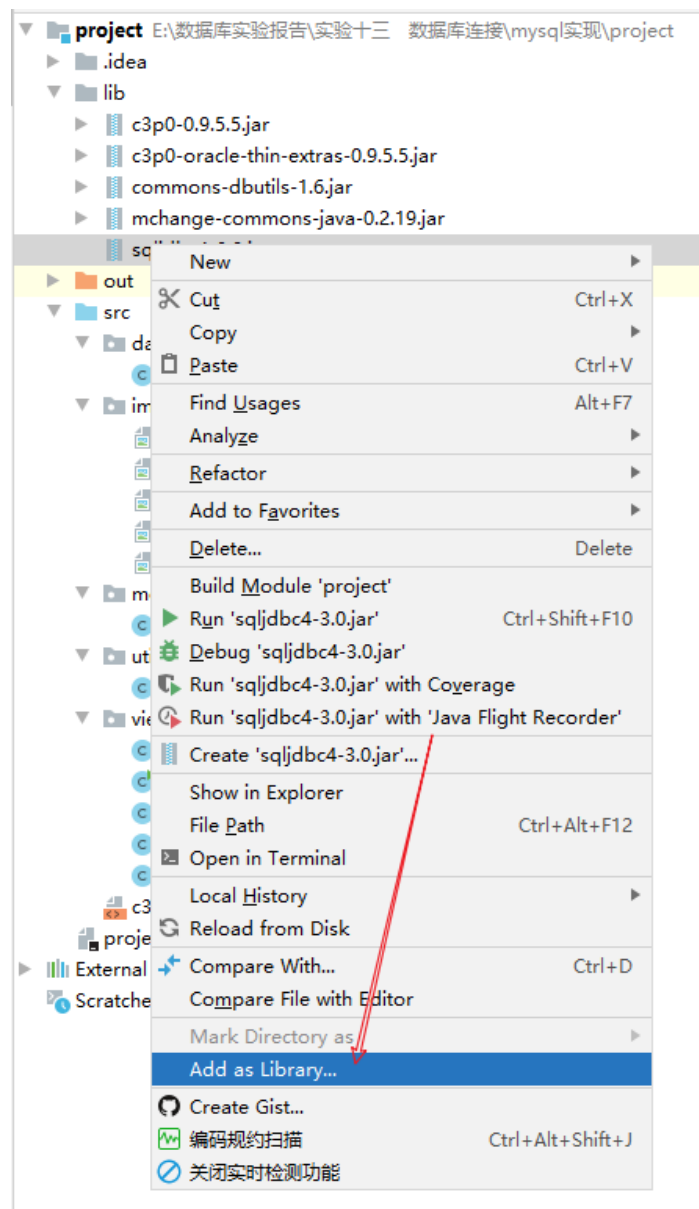 project E:\数据库实验报告\实验十三 数据库连接\mysql实现\project
.idea
lib
c3p0-0.9.5.5.jar
c3p0-oracle-thin-extras-0.9.5.5.jar
commons-dbutils-1.6.jar
mchange-commons-java-0.2.19.jar
New
out
Cut Ctrl+X
src
Copy
da
Paste Ctrl+V
im
Find Usages Alt+F7
Analyze
Refactor
Add to Favorites
Delete... Delete
Build Module 'project'
m
Run 'sqljdbc4-3.0.jar' Ctrl+Shift+F10
uti
Debug 'sqljdbc4-3.0.jar'
Run 'sqljdbc4-3.0.jar' with Coverage
vie
Run 'sqljdbc4-3.0.jar' with 'Java Flight Recorder'
Create 'sqljdbc4-3.0.jar'...
Show in Explorer
File Path Ctrl+Alt+F12
Open in Terminal
Local History
c3
Reload from Disk
proje
External
Compare With... Ctrl+D
Scratche
Compare File with Editor
Mark Directory as
Add as Library...
Create Gist...
编码规约扫描 Ctrl+Alt+Shift+J
关闭实时检测功能